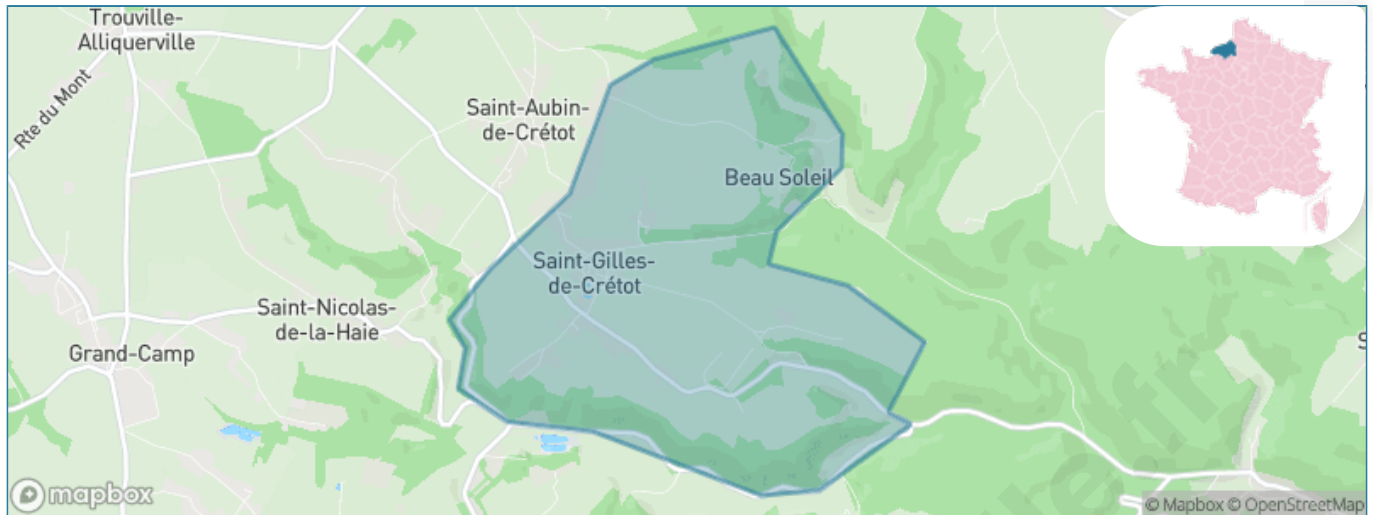 Trouville-
Alliquerville
Rte du Mont
Saint-Aubin-
de-Crétot
Beau Soleil
Saint-Gilles-
de-Crétot
Saint-Nicolas-
de-la-Haie
Grand-Camp
mapbox
© Mapbox © OpenStreetMap